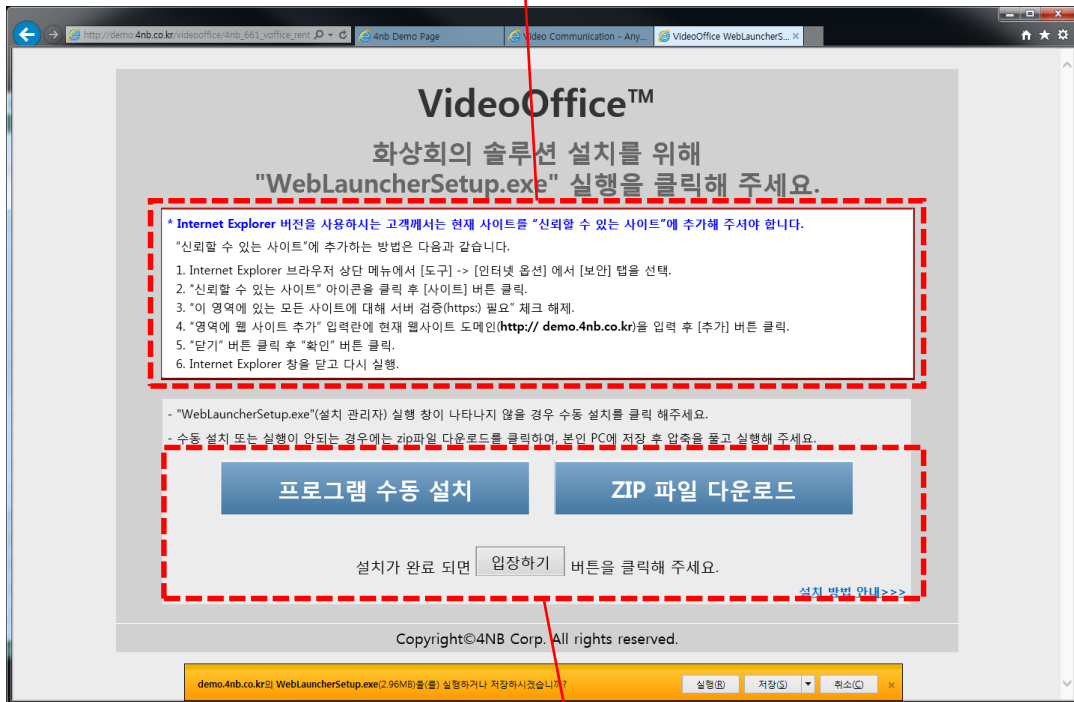 http://demo.4nb.co.kr/videooffice/4nb_661_voffice_rent
4nb Demo Page
Video Communication - Any...
VideoOffice WebLauncherS...
VideoOffice™
화상회의 솔루션 설치를 위해
"WebLauncherSetup.exe" 실행을 클릭해 주세요.
* Internet Explorer 버전을 사용하시는 고객께서는 현재 사이트를 “신뢰할 수 있는 사이트”에 추가해 주셔야 합니다.
“신뢰할 수 있는 사이트”에 추가하는 방법은 다음과 같습니다.
1. Internet Explorer 브라우저 상단 메뉴에서 [도구] -> [인터넷 옵션] 에서 [보안] 탭을 선택.
2. “신뢰할 수 있는 사이트” 아이콘을 클릭 후 [사이트] 버튼 클릭.
3. “이 영역에 있는 모든 사이트에 대해 서버 검증(https:) 필요” 체크 해제.
4. “영역에 웹 사이트 추가” 입력란에 현재 웹사이트 도메인(http:// demo.4nb.co.kr)을 입력 후 [추가] 버튼 클릭.
5. “닫기” 버튼 클릭 후 “확인” 버튼 클릭.
6. Internet Explorer 창을 닫고 다시 실행.
- "WebLauncherSetup.exe"(설치 관리자) 실행 창이 나타나지 않을 경우 수동 설치를 클릭 해주세요.
- 수동 설치 또는 실행이 안되는 경우에는 zip파일 다운로드를 클릭하여, 본인 PC에 저장 후 압축을 풀고 실행해 주세요.
프로그램 수동 설치
ZIP 파일 다운로드
설치가 완료 되면 입장하기 버튼을 클릭해 주세요.
설치 방법 안내>>>
Copyright©4NB Corp. All rights reserved.
demo.4nb.co.kr의 WebLauncherSetup.exe(2.96MB)을(를) 실행하거나 저장하시겠습니까?
실행(R)
저장(S)
취소(C)